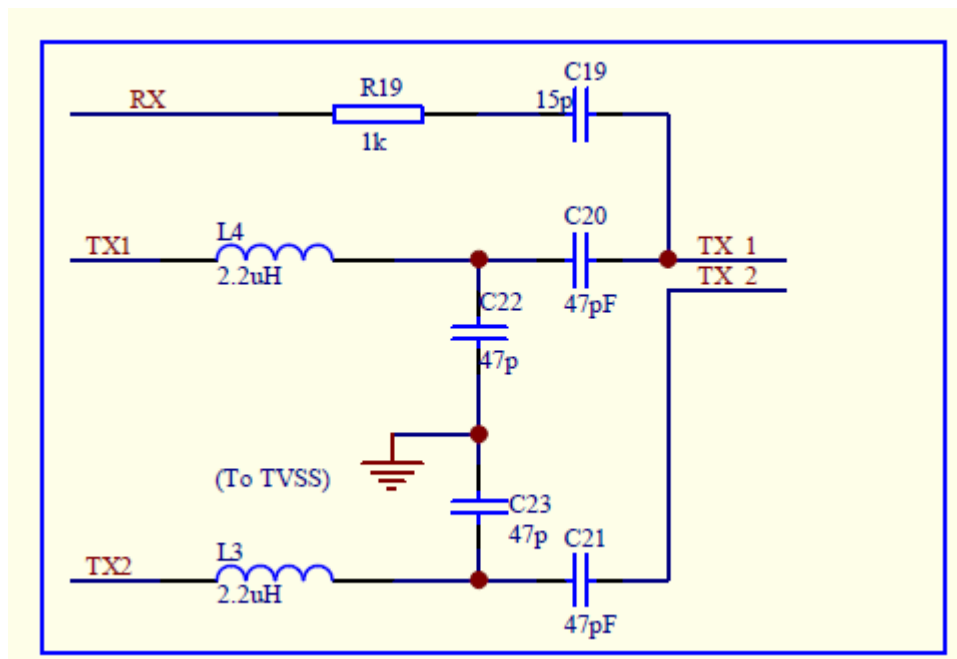 C19
R19
RX
15p
1k
C20
L4
TX1
TX 1
2.2uH
TX 2
C22
47pF
47p
(To TVSS)
C23
47p
C21
L3
TX2
2.2uH
47pF